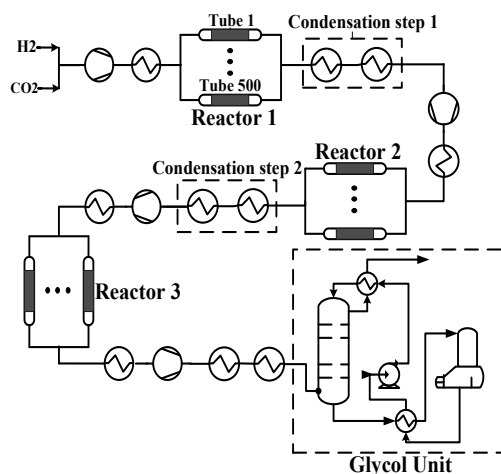 Tube 1
Condensation step 1
H2
CO2
Tube 500
Reactor 1
Reactor 2
Condensation step 2
Reactor 3
Glycol Unit